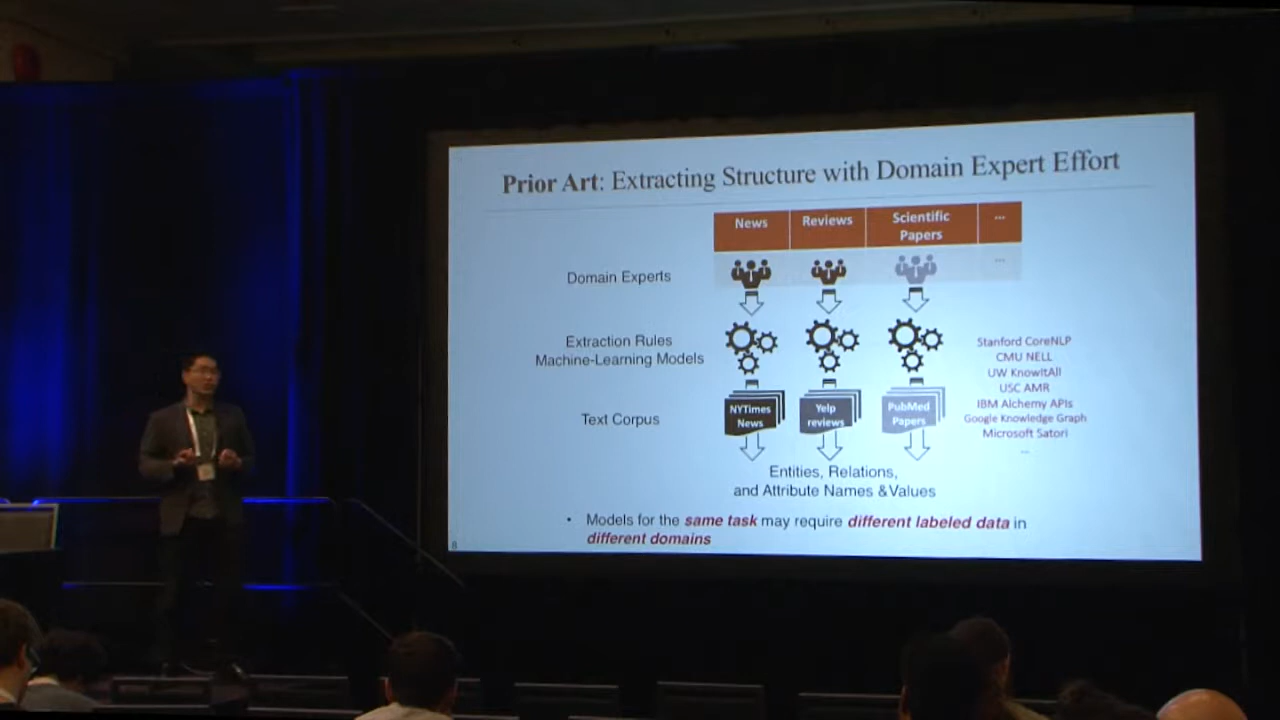 Prior Art: Extracting Structure with Domain Expert Effort
News
Reviews
Scientific
Papers
...
Domain Experts
...
Extraction Rules
Machine-Learning Models
Stanford CoreNLP
CMU NELL
UW KnowItAll
USC AMR
IBM Alchemy APIs
Google Knowledge Graph
Microsoft Satori
...
Text Corpus
NYTimes
News
Yelp
reviews
PubMed
Papers
Entities, Relations,
and Attribute Names & Values
• Models for the same task may require different labeled data in
different domains
8